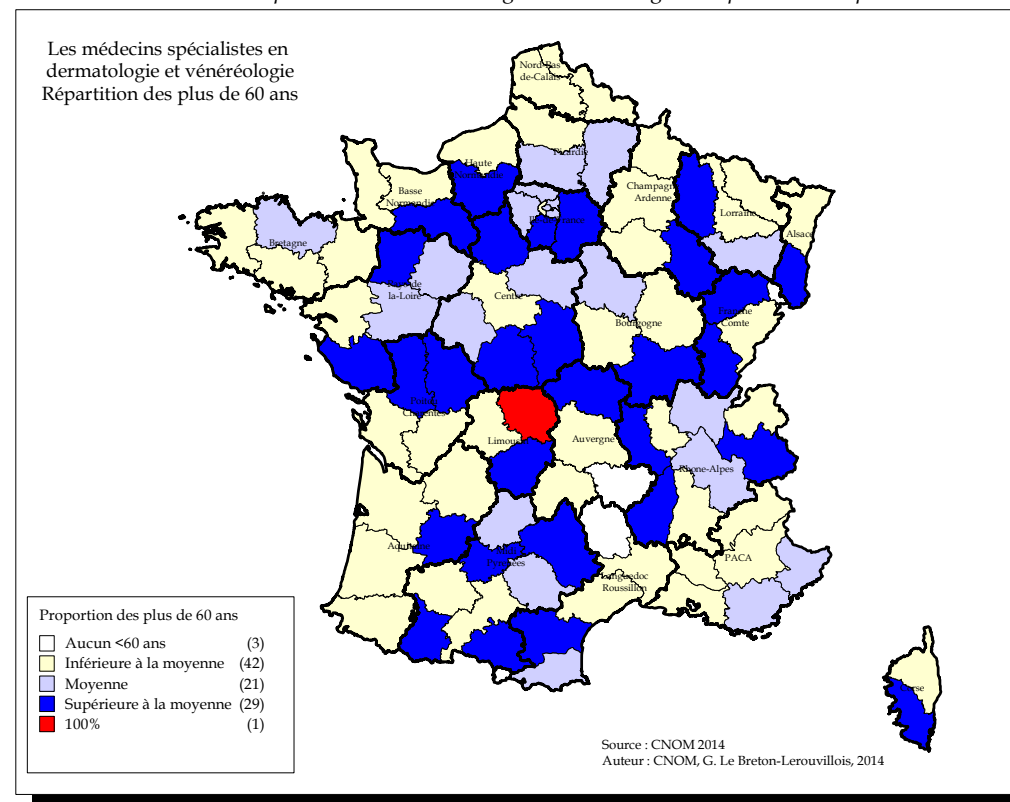 Les médecins spécialistes en
dermatologie et vénéréologie
Répartition des plus de 60 ans
Nord-Pas
de-Calais
Picardie
Haute
Normandie
Basse
Normandie
Champagne
Ardenne
Lorraine
Alsace
Bretagne
Pays de
la-Loire
Centre
Bourgogne
Franche
Comte
Poitou
Charentes
Limousin
Auvergne
Rhone-Alpes
Aquitaine
Midi
Pyrénées
Languedoc
Roussillon
PACA
Corse
Proportion des plus de 60 ans
Aucun <60 ans (3)
Inférieure à la moyenne (42)
Moyenne (21)
Supérieure à la moyenne (29)
100% (1)
Source : CNOM 2014
Auteur : CNOM, G. Le Breton-Lerouvillois, 2014